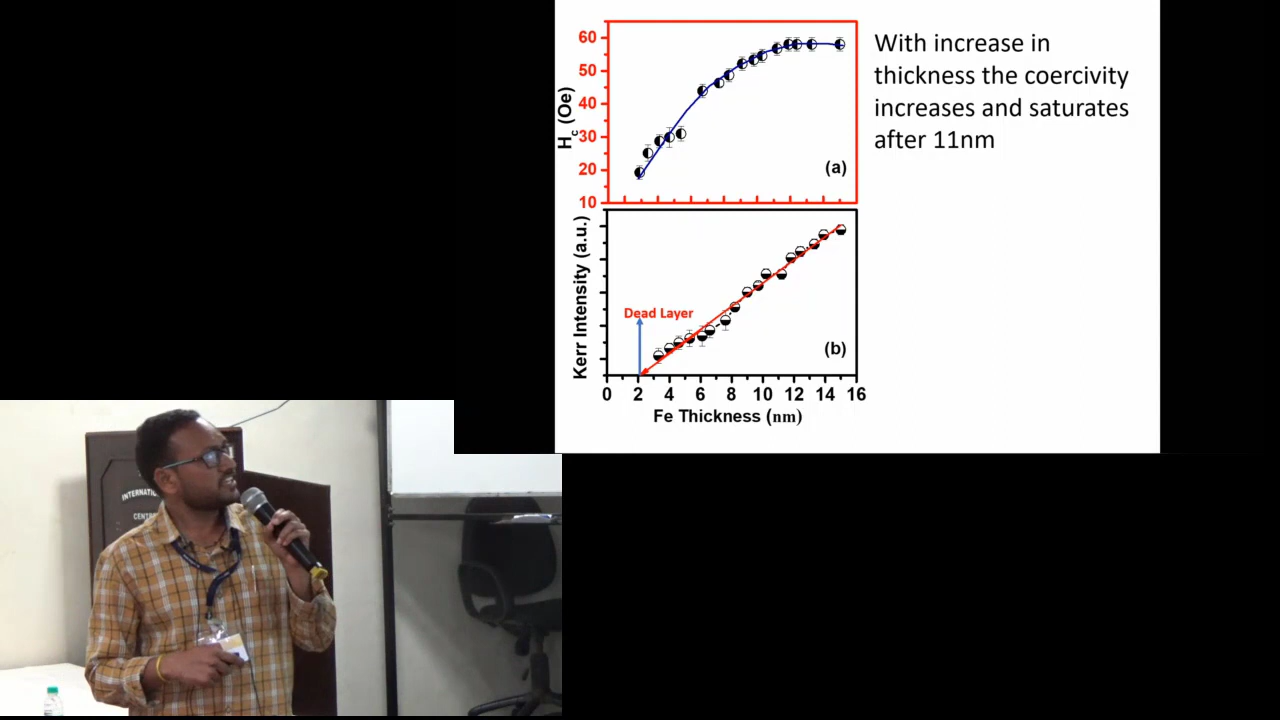 60
50
40
30
20
10
H_c (Oe)
(a)
With increase in
thickness the coercivity
increases and saturates
after 11nm
Kerr Intensity (a.u.)
Dead Layer
(b)
0 2 4 6 8 10 12 14 16
Fe Thickness (nm)
CENTR